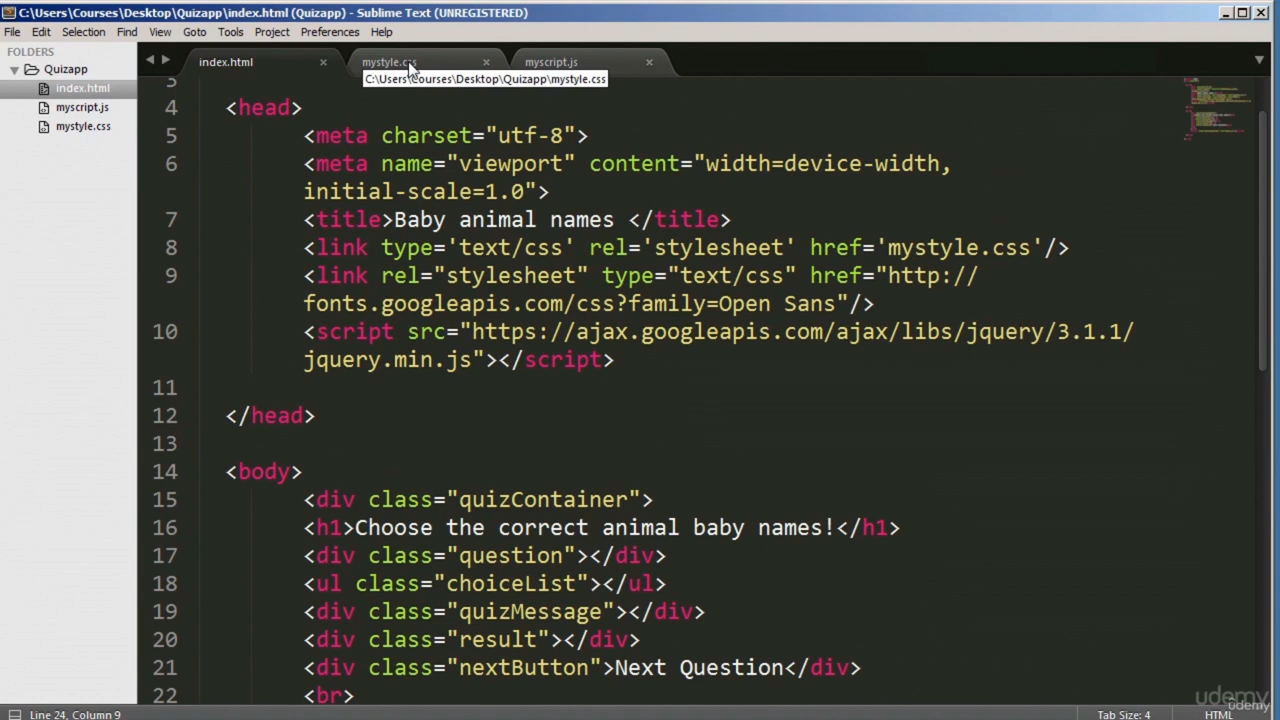 C:\Users\Courses\Desktop\Quizapp\index.html (Quizapp) - Sublime Text (UNREGISTERED)
File Edit Selection Find View Goto Tools Project Preferences Help
FOLDERS
Quizapp
index.html
myscript.js
mystyle.css
index.html mystyle.css myscript.js
C:\Users\Courses\Desktop\Quizapp\mystyle.css
3
4 <head>
5 <meta charset="utf-8">
6 <meta name="viewport" content="width=device-width,
initial-scale=1.0">
7 <title>Baby animal names </title>
8 <link type='text/css' rel='stylesheet' href='mystyle.css'/>
9 <link rel="stylesheet" type="text/css" href="http://
fonts.googleapis.com/css?family=Open Sans"/>
10 <script src="https://ajax.googleapis.com/ajax/libs/jquery/3.1.1/
jquery.min.js"></script>
11
12 </head>
13
14 <body>
15 <div class="quizContainer">
16 <h1>Choose the correct animal baby names!</h1>
17 <div class="question"></div>
18 <ul class="choiceList"></ul>
19 <div class="quizMessage"></div>
20 <div class="result"></div>
21 <div class="nextButton">Next Question</div>
22 <br>
udemy
udemy
Line 24, Column 9 Tab Size: 4 HTML